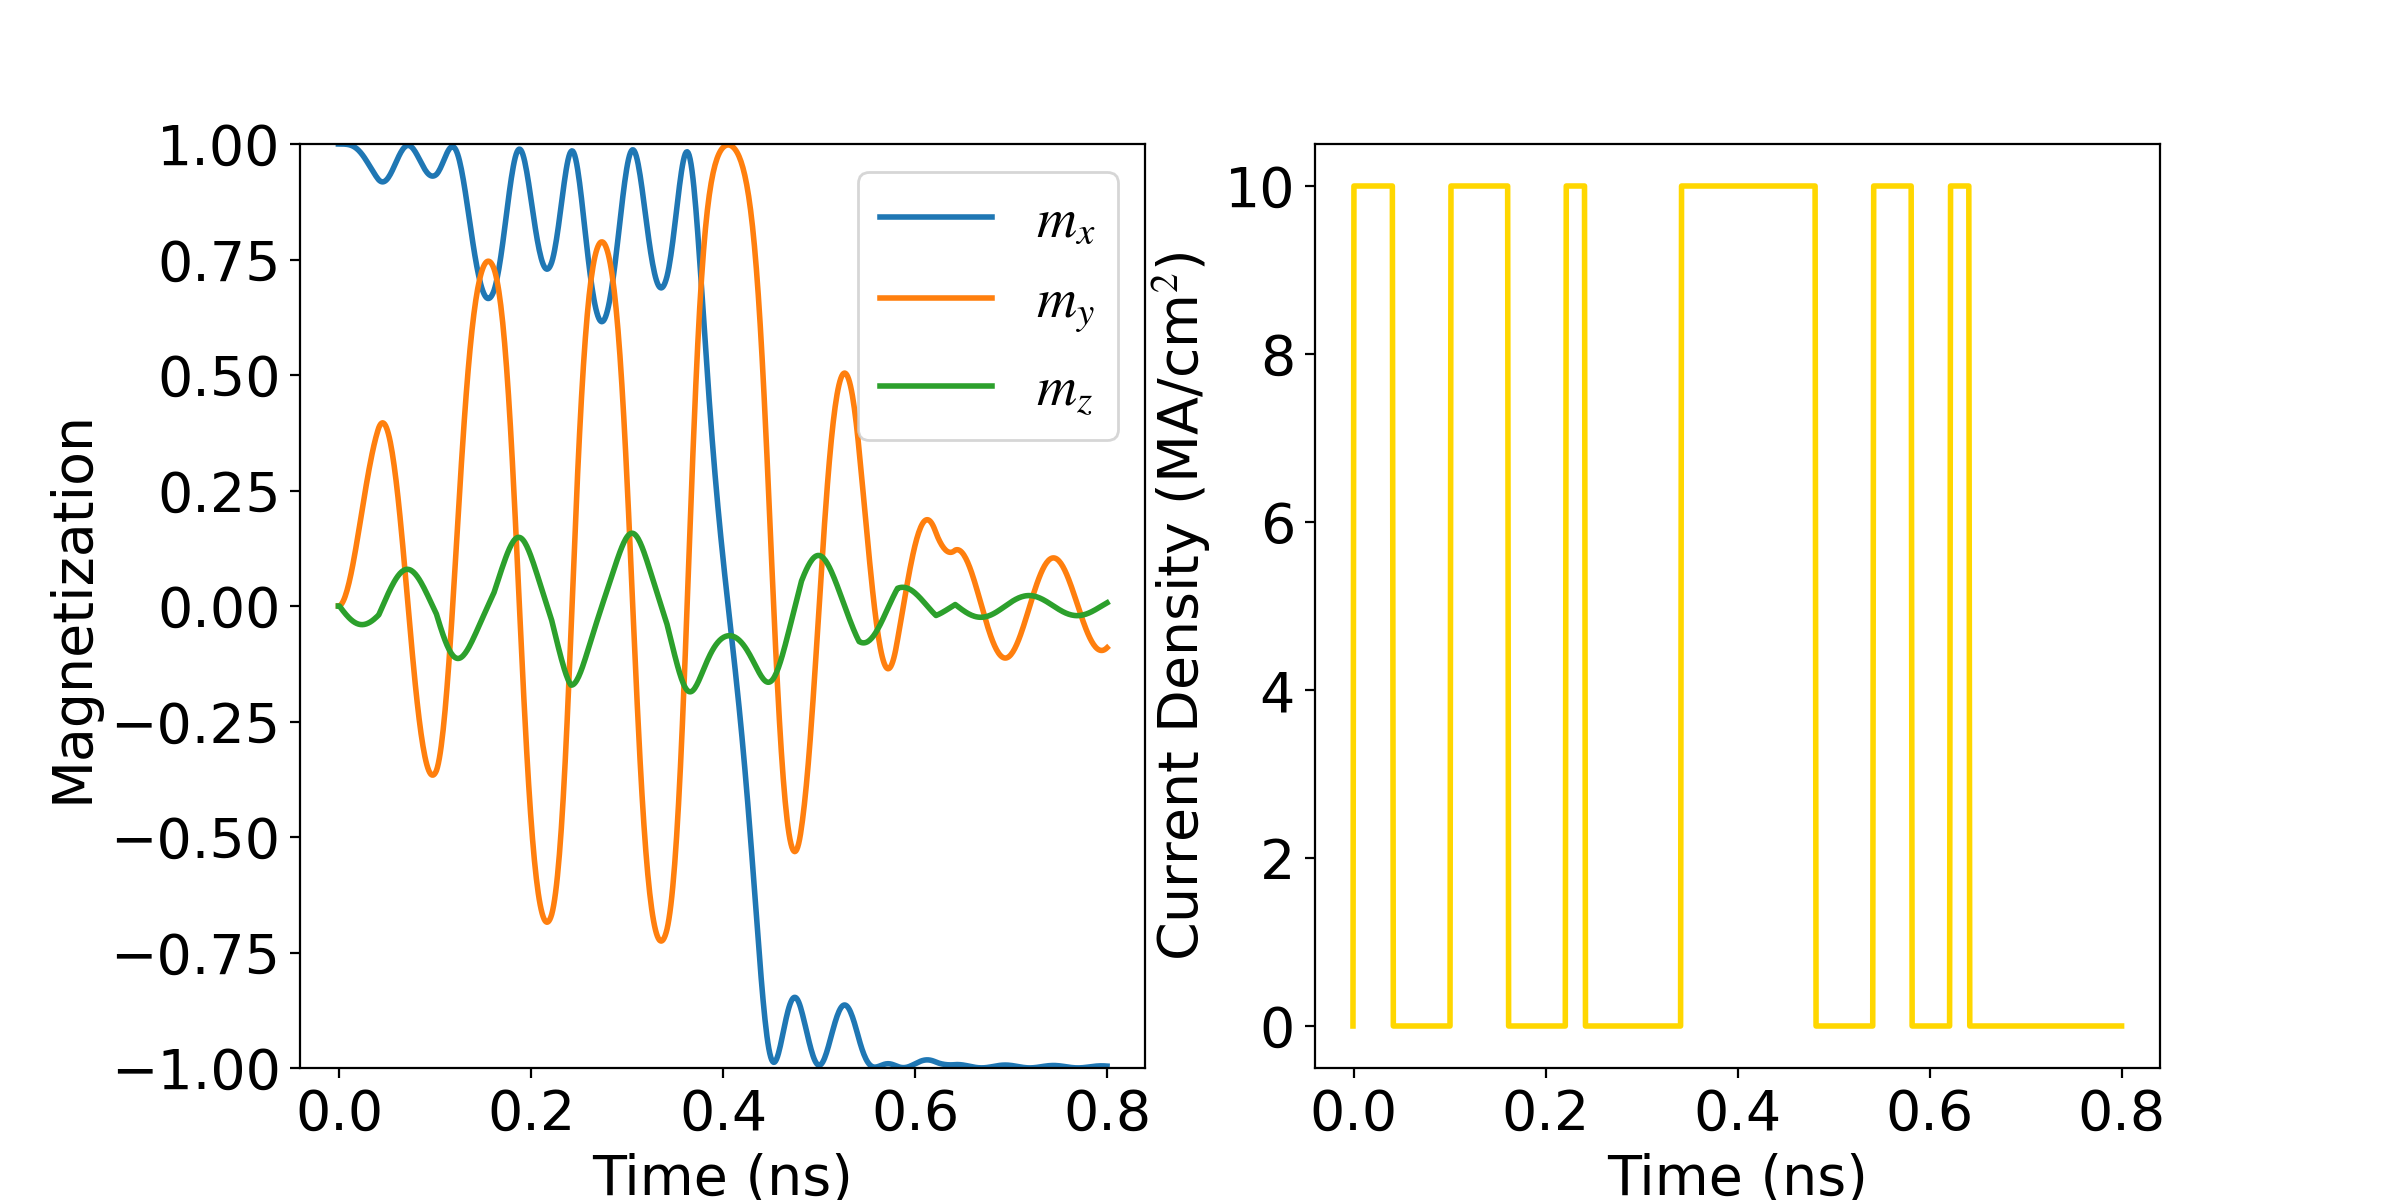 Magnetization
1.00
0.75
0.50
0.25
0.00
−0.25
−0.50
−0.75
−1.00
0.0 0.2 0.4 0.6 0.8
Time (ns)
m_x
m_y
m_z
Current Density (MA/cm²)
10
8
6
4
2
0
0.0 0.2 0.4 0.6 0.8
Time (ns)